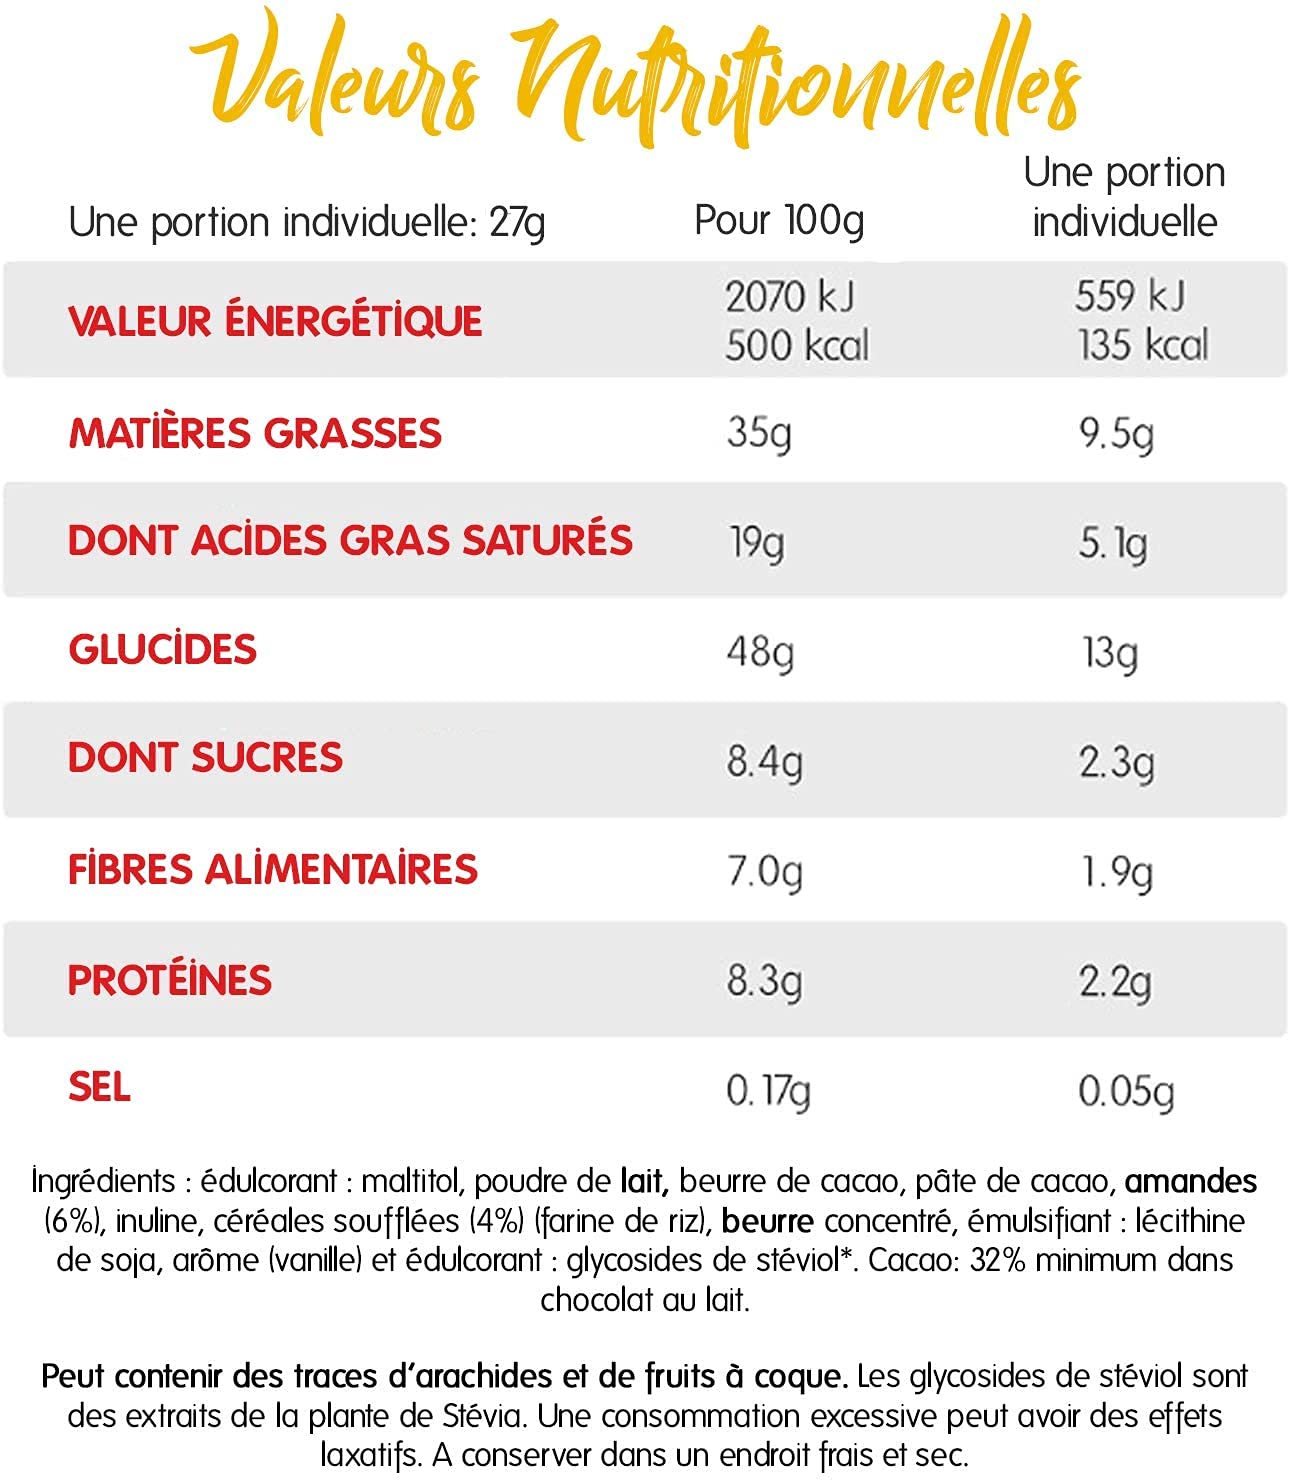 Valeurs Nutritionnelles
Une portion individuelle: 27g Pour 100g Une portion individuelle
VALEUR ÉNERGÉTIQUE 2070 kJ 500 kcal 559 kJ 135 kcal
MATIÈRES GRASSES 35g 9.5g
DONT ACIDES GRAS SATURÉS 19g 5.1g
GLUCIDES 48g 13g
DONT SUCRES 8.4g 2.3g
FIBRES ALIMENTAIRES 7.0g 1.9g
PROTÉINES 8.3g 2.2g
SEL 0.17g 0.05g
Ingrédients : édulcorant : maltitol, poudre de lait, beurre de cacao, pâte de cacao, amandes
(6%), inuline, céréales soufflées (4%) (farine de riz), beurre concentré, émulsifiant : lécithine
de soja, arôme (vanille) et édulcorant : glycosides de stéviol*. Cacao: 32% minimum dans
chocolat au lait.
Peut contenir des traces d'arachides et de fruits à coque. Les glycosides de stéviol sont
des extraits de la plante de Stévia. Une consommation excessive peut avoir des effets
laxatifs. A conserver dans un endroit frais et sec.